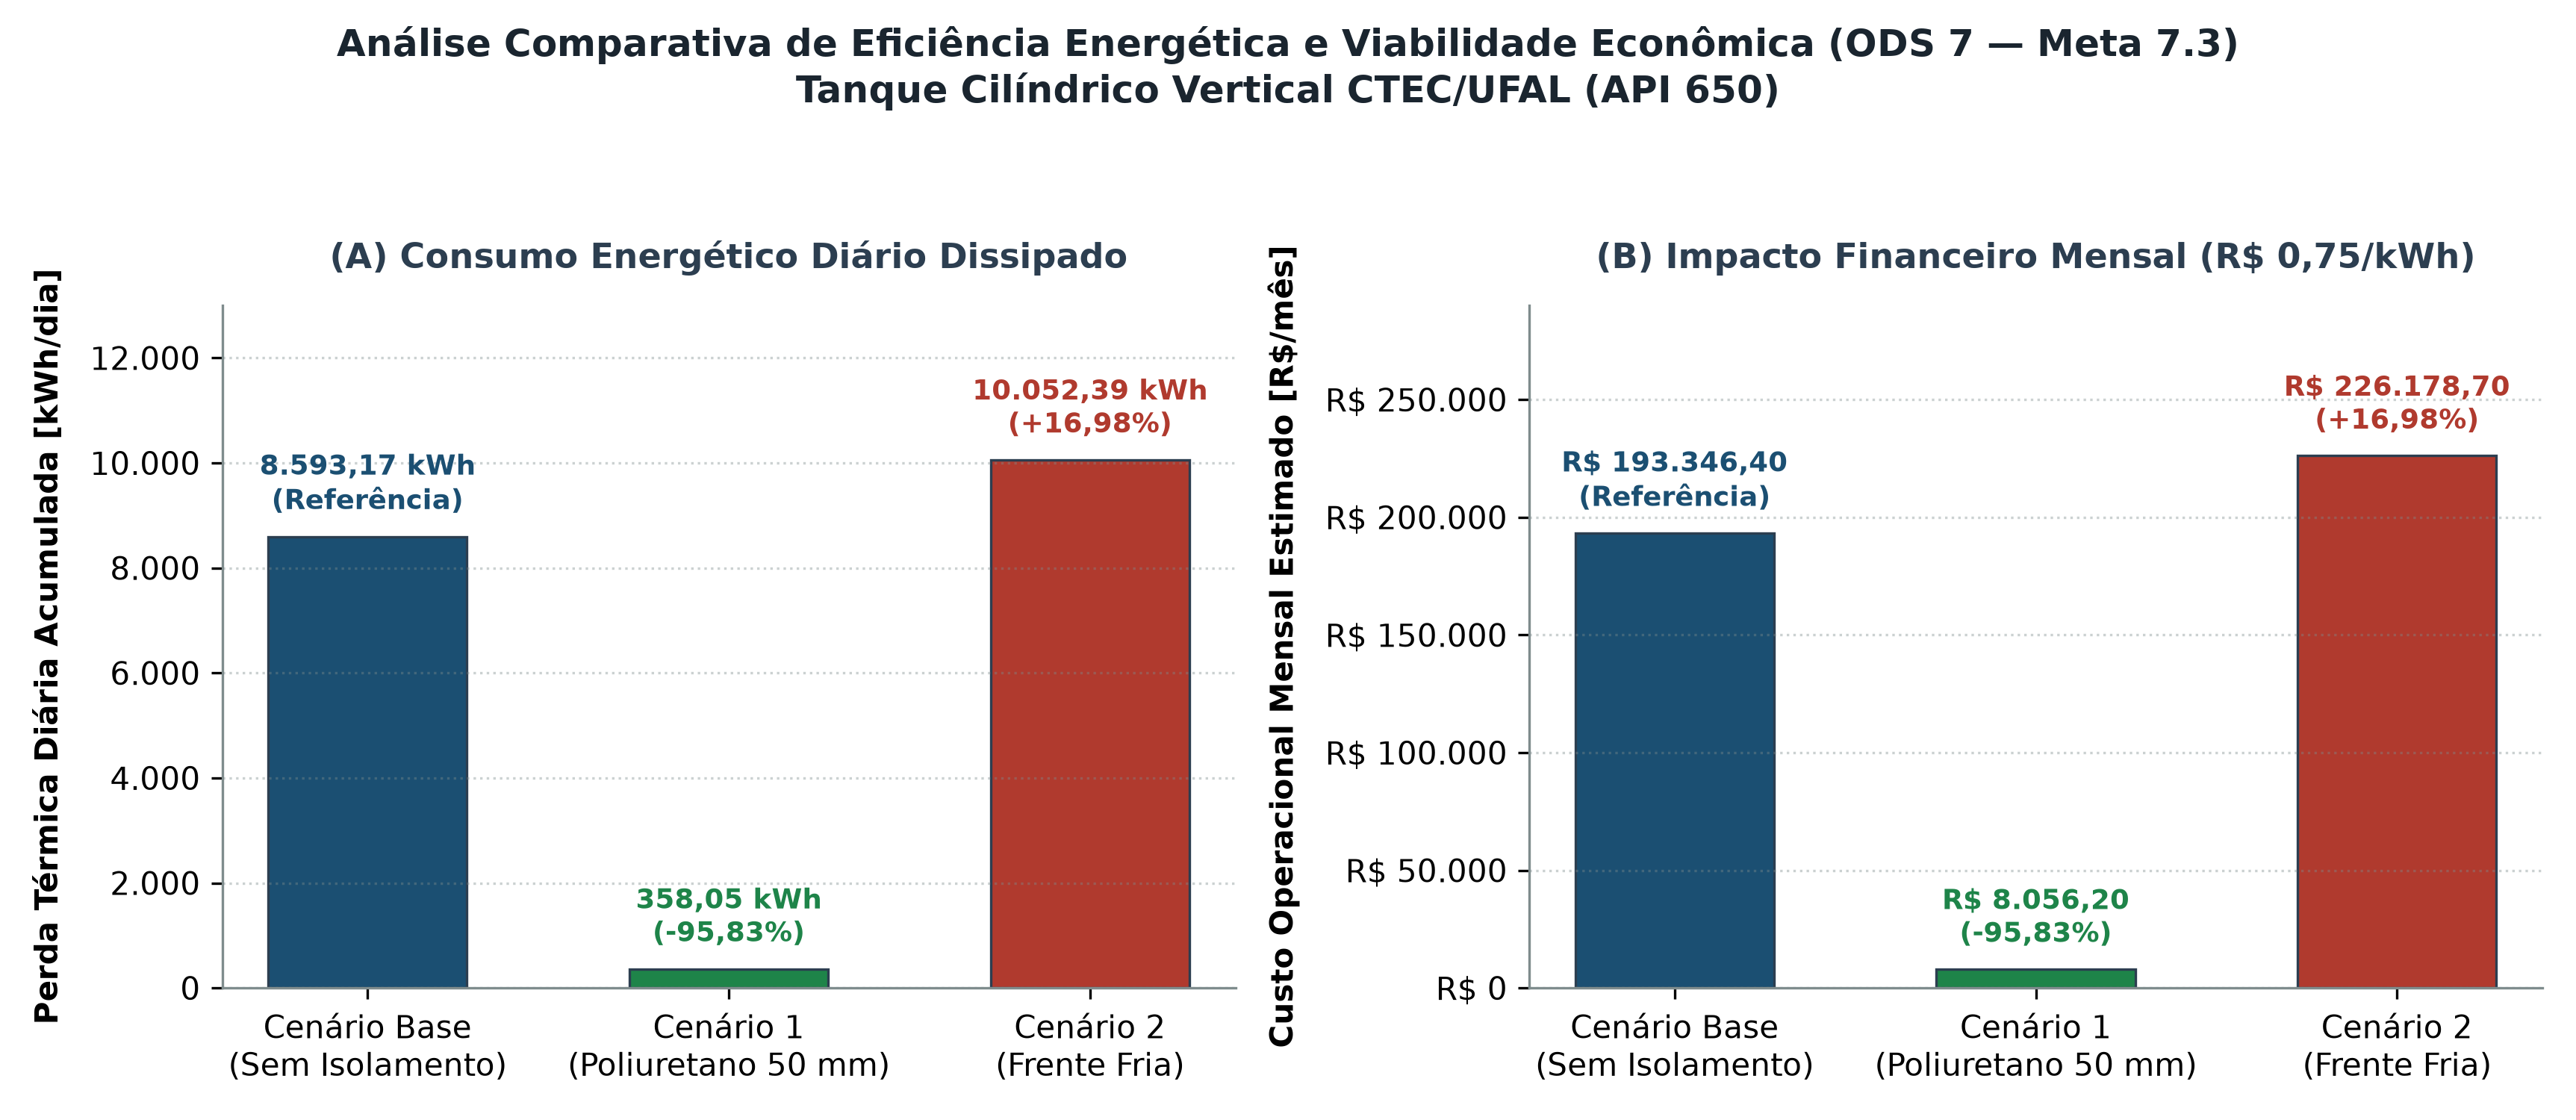 Análise Comparativa de Eficiência Energética e Viabilidade Econômica (ODS 7 — Meta 7.3)
Tanque Cilíndrico Vertical CTEC/UFAL (API 650)
(A) Consumo Energético Diário Dissipado
Perda Térmica Diária Acumulada [kWh/dia]
12.000
10.000
8.000
6.000
4.000
2.000
0
8.593,17 kWh
(Referência)
358,05 kWh
(-95,83%)
10.052,39 kWh
(+16,98%)
Cenário Base
(Sem Isolamento)
Cenário 1
(Poliuretano 50 mm)
Cenário 2
(Frente Fria)
(B) Impacto Financeiro Mensal (R$ 0,75/kWh)
Custo Operacional Mensal Estimado [R$/mês]
R$ 250.000
R$ 200.000
R$ 150.000
R$ 100.000
R$ 50.000
R$ 0
R$ 193.346,40
(Referência)
R$ 8.056,20
(-95,83%)
R$ 226.178,70
(+16,98%)
Cenário Base
(Sem Isolamento)
Cenário 1
(Poliuretano 50 mm)
Cenário 2
(Frente Fria)